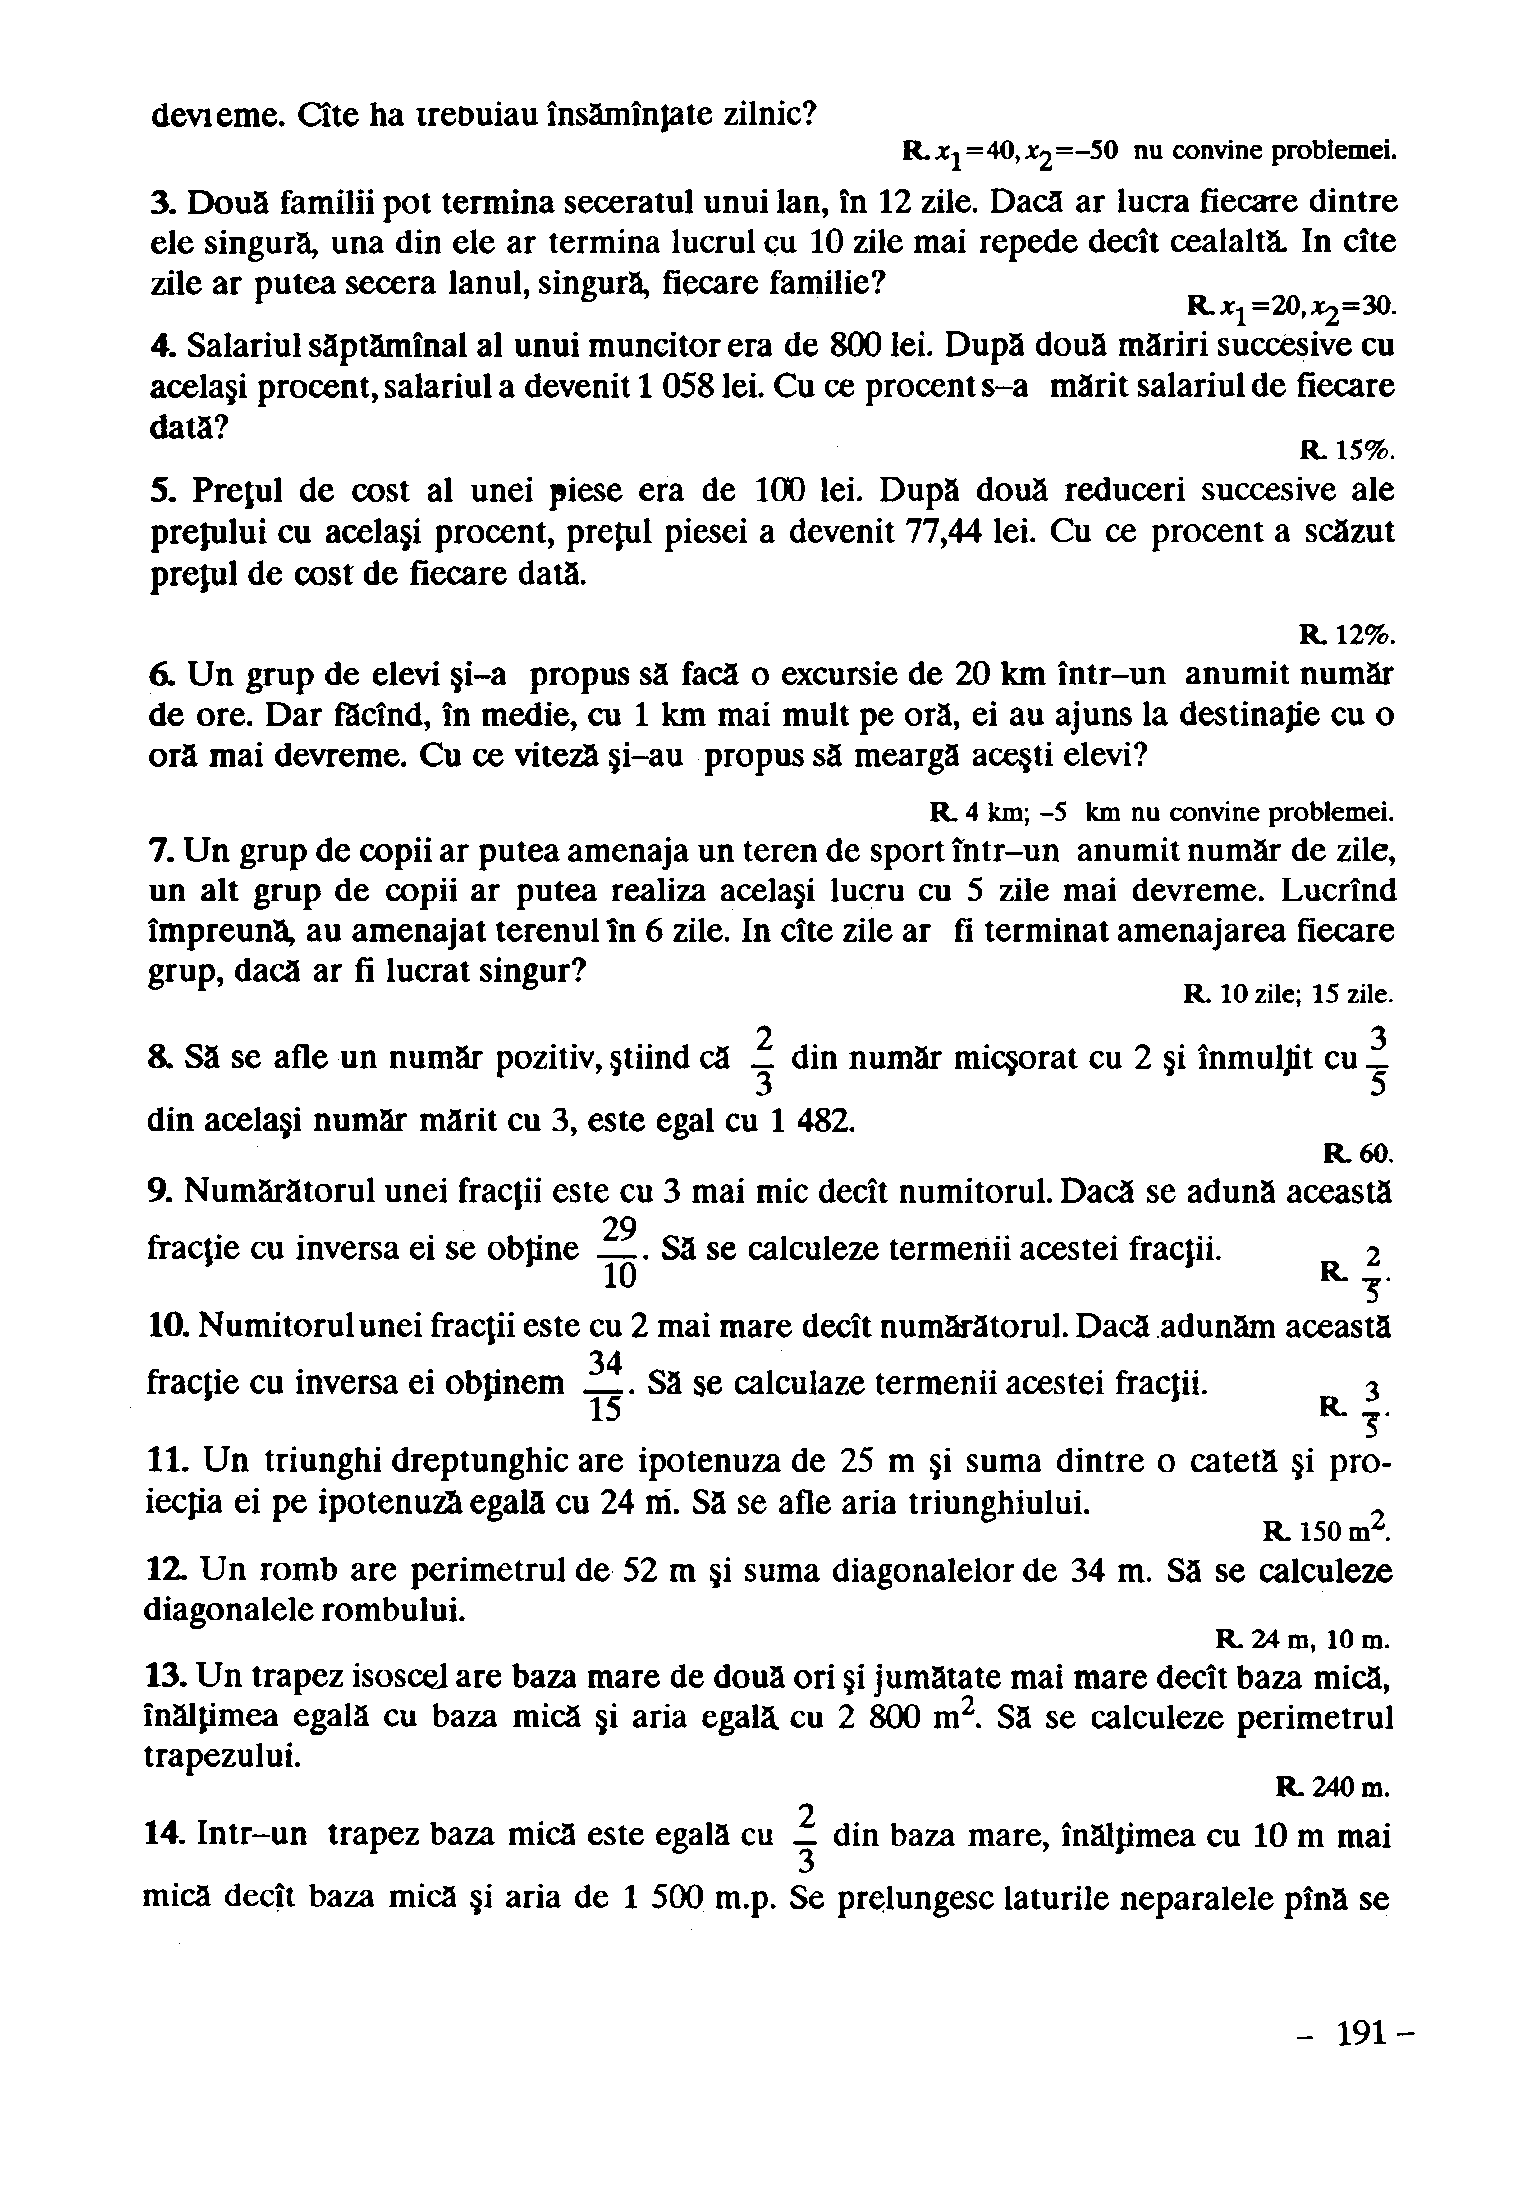 devreme. Cîte ha trebuiau însămînţate zilnic?
R. x₁=40, x₂=–50 nu convine problemei.
3. Două familii pot termina seceratul unui lan, în 12 zile. Dacă ar lucra fiecare dintre
ele singură, una din ele ar termina lucrul cu 10 zile mai repede decît cealaltă. In cîte
zile ar putea secera lanul, singură, fiecare familie?
R. x₁=20, x₂=30.
4. Salariul săptămînal al unui muncitor era de 800 lei. După două măriri succesive cu
acelaşi procent, salariul a devenit 1 058 lei. Cu ce procent s–a mărit salariul de fiecare
dată?
R. 15%.
5. Preţul de cost al unei piese era de 100 lei. După două reduceri succesive ale
preţului cu acelaşi procent, preţul piesei a devenit 77,44 lei. Cu ce procent a scăzut
preţul de cost de fiecare dată.
R. 12%.
6. Un grup de elevi şi–a propus să facă o excursie de 20 km într–un anumit număr
de ore. Dar făcînd, în medie, cu 1 km mai mult pe oră, ei au ajuns la destinaţie cu o
oră mai devreme. Cu ce viteză şi–au propus să meargă aceşti elevi?
R. 4 km; –5 km nu convine problemei.
7. Un grup de copii ar putea amenaja un teren de sport într–un anumit număr de zile,
un alt grup de copii ar putea realiza acelaşi lucru cu 5 zile mai devreme. Lucrînd
împreună, au amenajat terenul în 6 zile. In cîte zile ar fi terminat amenajarea fiecare
grup, dacă ar fi lucrat singur?
R. 10 zile; 15 zile.
8. Să se afle un număr pozitiv, ştiind că 2/3 din număr micşorat cu 2 şi înmulţit cu 3/5
din acelaşi număr mărit cu 3, este egal cu 1 482.
R. 60.
9. Numărătorul unei fracţii este cu 3 mai mic decît numitorul. Dacă se adună această
fracţie cu inversa ei se obţine 29/10. Să se calculeze termenii acestei fracţii. R. 2/5.
10. Numitorul unei fracţii este cu 2 mai mare decît numărătorul. Dacă adunăm această
fracţie cu inversa ei obţinem 34/15. Să se calculaze termenii acestei fracţii. R. 3/5.
11. Un triunghi dreptunghic are ipotenuza de 25 m şi suma dintre o catetă şi pro-
iecţia ei pe ipotenuză egală cu 24 m. Să se afle aria triunghiului.
R. 150 m².
12. Un romb are perimetrul de 52 m şi suma diagonalelor de 34 m. Să se calculeze
diagonalele rombului.
R. 24 m, 10 m.
13. Un trapez isoscel are baza mare de două ori şi jumătate mai mare decît baza mică,
înălţimea egală cu baza mică şi aria egală cu 2 800 m². Să se calculeze perimetrul
trapezului.
R. 240 m.
14. Intr–un trapez baza mică este egală cu 2/3 din baza mare, înălţimea cu 10 m mai
mică decît baza mică şi aria de 1 500 m.p. Se prelungesc laturile neparalele pînă se
– 191 –